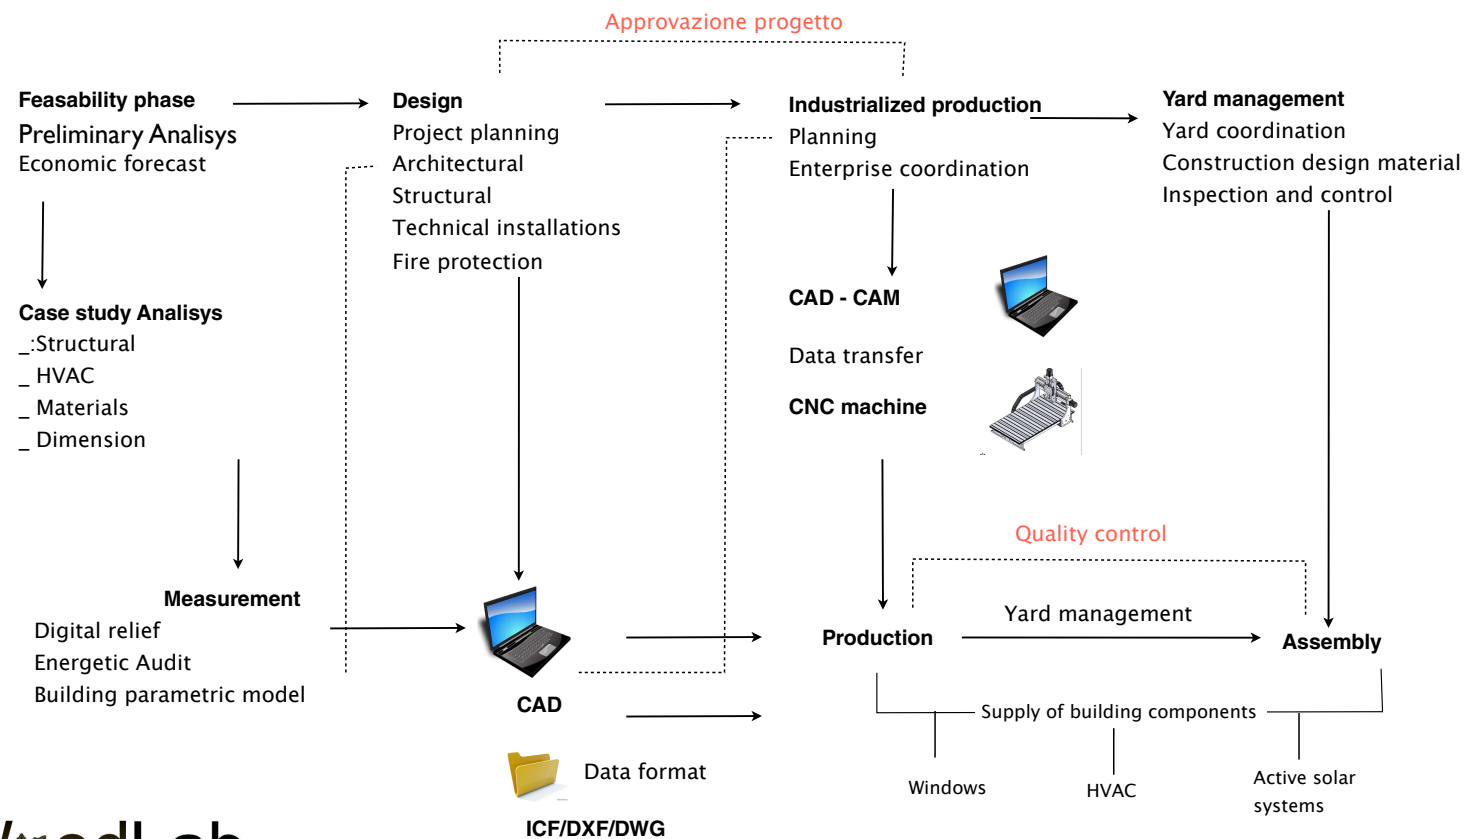 Approvazione progetto
Feasability phase
Preliminary Analisys
Economic forecast
Design
Project planning
Architectural
Structural
Technical installations
Fire protection
Industrialized production
Planning
Enterprise coordination
Yard management
Yard coordination
Construction design material
Inspection and control
Case study Analisys
_:Structural
_ HVAC
_ Materials
_ Dimension
CAD - CAM
Data transfer
CNC machine
Measurement
Digital relief
Energetic Audit
Building parametric model
CAD
Data format
ICF/DXF/DWG
Quality control
Production
Yard management
Assembly
Supply of building components
Windows
HVAC
Active solar
systems